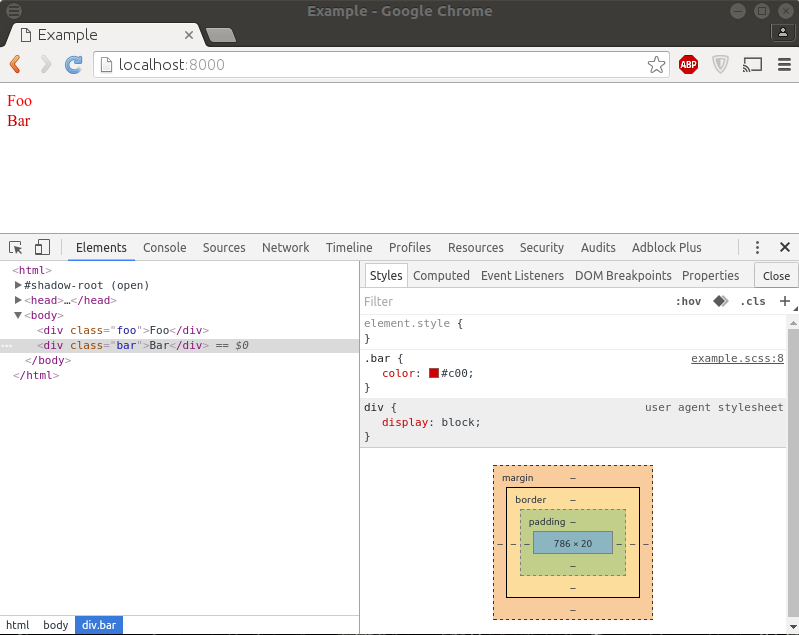 Example - Google Chrome
Example
localhost:8000
ABP
Foo
Bar
Elements Console Sources Network Timeline Profiles Resources Security Audits Adblock Plus
<html>
#shadow-root (open)
<head>…</head>
<body>
<div class="foo">Foo</div>
<div class="bar">Bar</div> == $0
</body>
</html>
html body div.bar
Styles Computed Event Listeners DOM Breakpoints Properties Close
Filter :hov .cls +
element.style {
}
.bar { example.scss:8
color: #c00;
}
div { user agent stylesheet
display: block;
}
margin –
border –
padding –
– – – 786 × 20 – – –
–
–
–